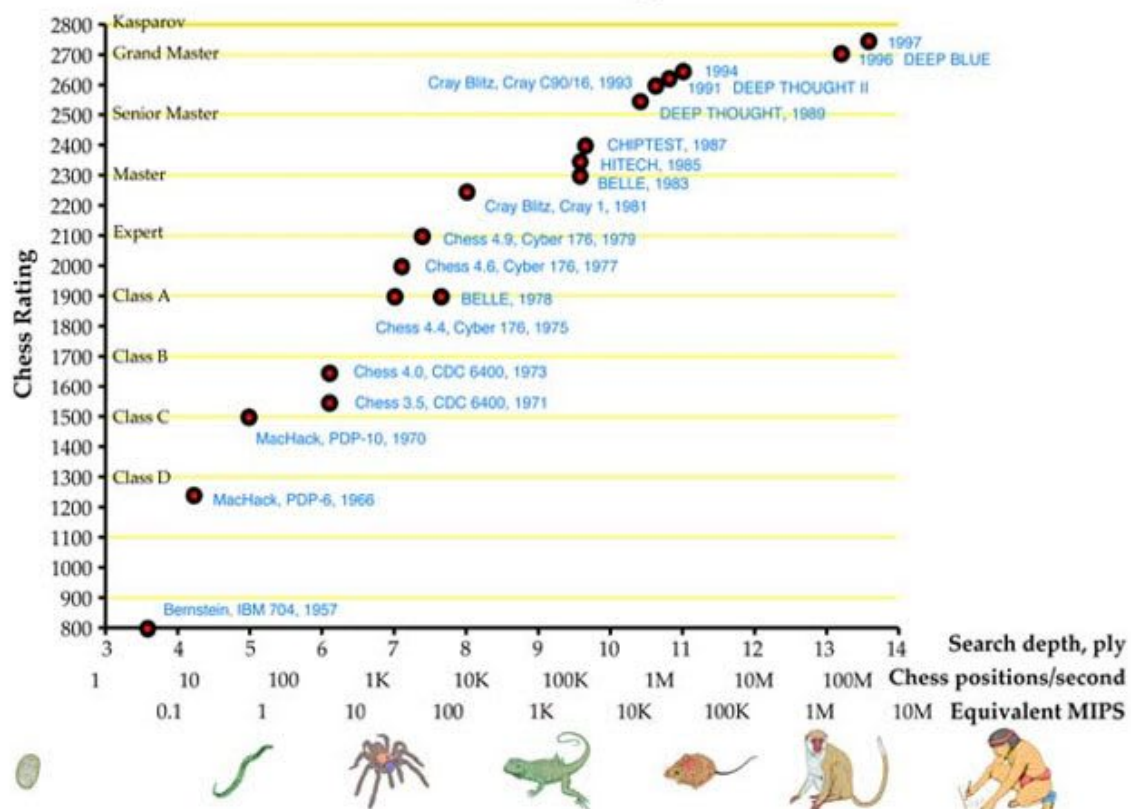 2800 Kasparov
1997
2700 Grand Master
1996 DEEP BLUE
1994
2600 Cray Blitz, Cray C90/16, 1993
1991 DEEP THOUGHT II
2500 Senior Master
DEEP THOUGHT, 1989
2400 CHIPTEST, 1987
HITECH, 1985
2300 Master
BELLE, 1983
2200 Cray Blitz, Cray 1, 1981
2100 Expert
Chess 4.9, Cyber 176, 1979
2000 Chess 4.6, Cyber 176, 1977
1900 Class A
BELLE, 1978
1800 Chess 4.4, Cyber 176, 1975
1700 Class B
Chess 4.0, CDC 6400, 1973
1600
Chess 3.5, CDC 6400, 1971
1500 Class C
1400 MacHack, PDP-10, 1970
1300 Class D
1200 MacHack, PDP-6, 1966
1100
1000
900
Bernstein, IBM 704, 1957
800
Chess Rating
3 4 5 6 7 8 9 10 11 12 13 14 Search depth, ply
1 10 100 1K 10K 100K 1M 10M 100M Chess positions/second
0.1 1 10 100 1K 10K 100K 1M 10M Equivalent MIPS